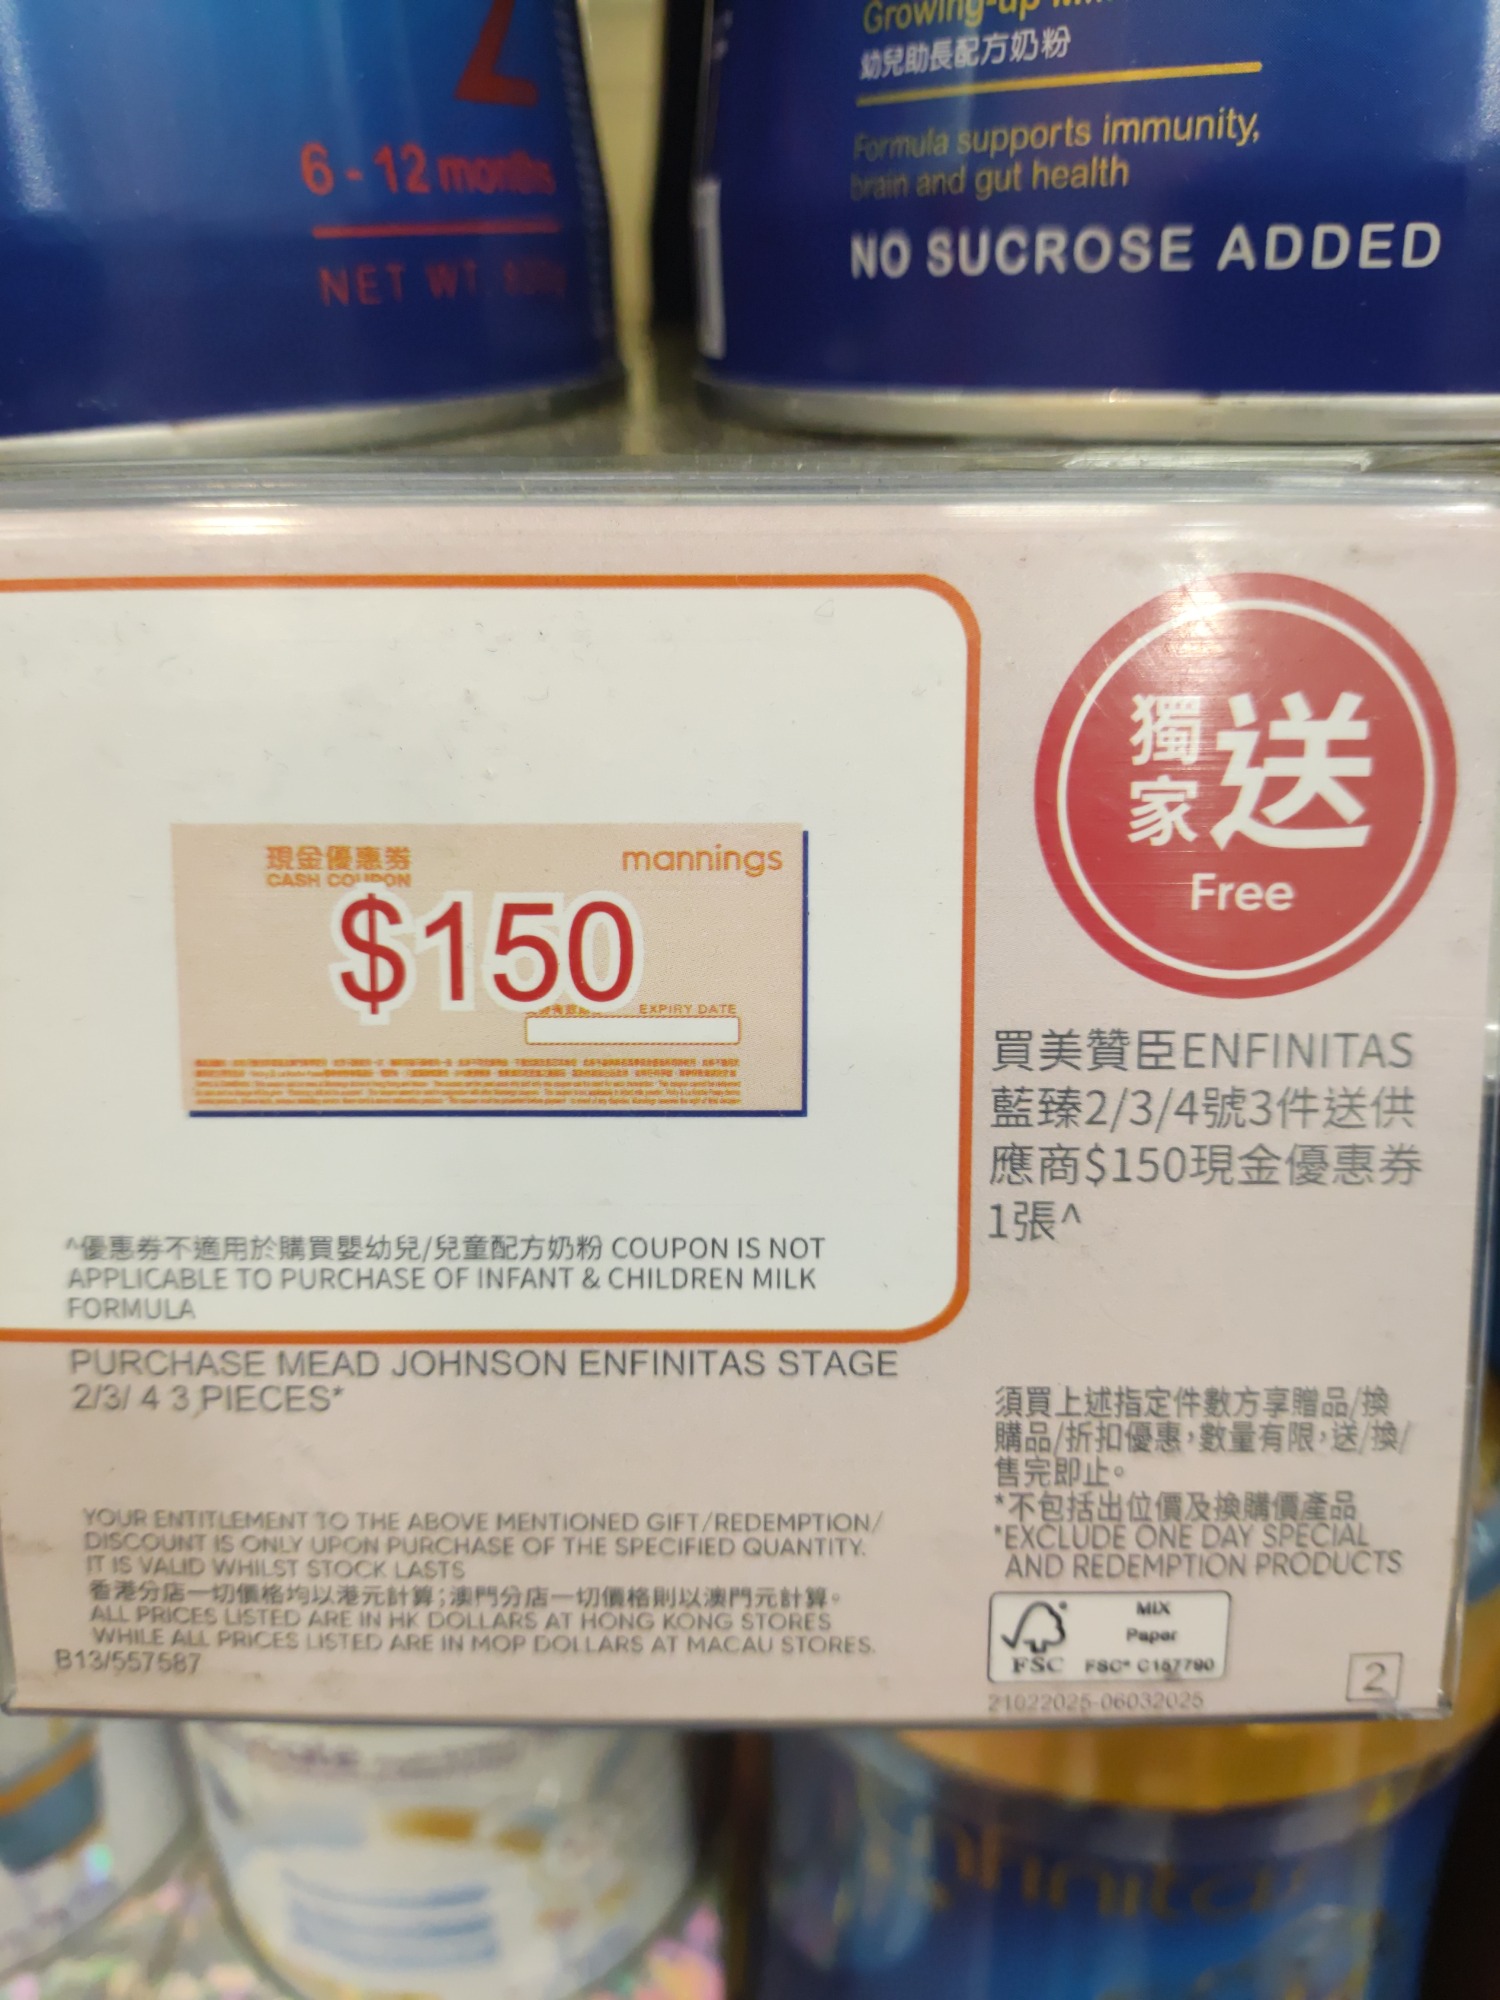 2
6 - 12 months
NET WT.
Growing-up
幼兒助長配方奶粉
Formula supports immunity,
brain and gut health
NO SUCROSE ADDED
現金優惠券
CASH COUPON
mannings
$150
EXPIRY DATE
^優惠券不適用於購買嬰幼兒/兒童配方奶粉 COUPON IS NOT
APPLICABLE TO PURCHASE OF INFANT & CHILDREN MILK
FORMULA
獨家
送
Free
買美贊臣ENFINITAS
藍臻2/3/4號3件送供
應商$150現金優惠券
1張^
PURCHASE MEAD JOHNSON ENFINITAS STAGE
2/3/ 4 3 PIECES*
YOUR ENTITLEMENT TO THE ABOVE MENTIONED GIFT/REDEMPTION/
DISCOUNT IS ONLY UPON PURCHASE OF THE SPECIFIED QUANTITY.
IT IS VALID WHILST STOCK LASTS
香港分店一切價格均以港元計算;澳門分店一切價格則以澳門元計算。
ALL PRICES LISTED ARE IN HK DOLLARS AT HONG KONG STORES
WHILE ALL PRICES LISTED ARE IN MOP DOLLARS AT MACAU STORES.
B13/557587
須買上述指定件數方享贈品/換
購品/折扣優惠,數量有限,送/換/
售完即止。
*不包括出位價及換購價產品
*EXCLUDE ONE DAY SPECIAL
AND REDEMPTION PRODUCTS
MIX
Paper
FSC
FSC® C157790
21022025-06032025
2